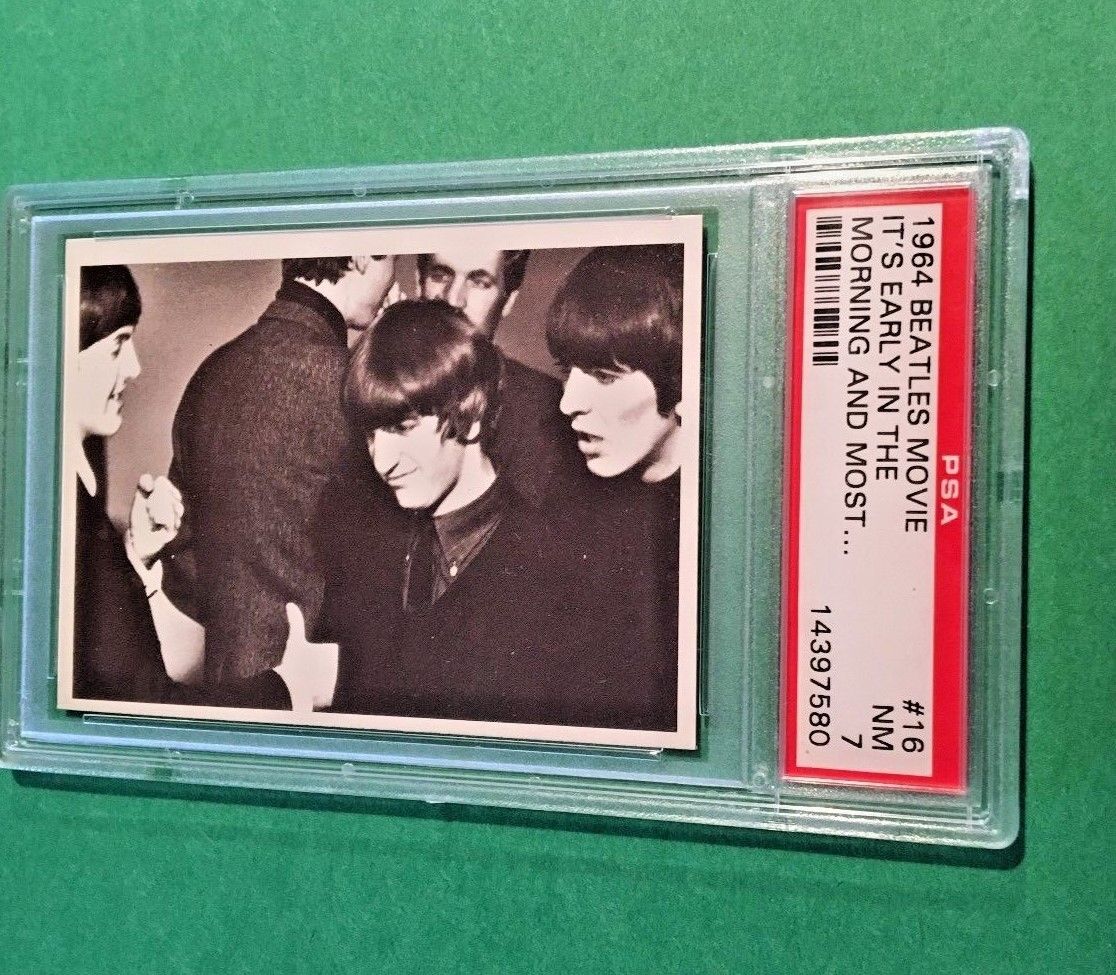 PSA
1964 BEATLES MOVIE #16
IT'S EARLY IN THE NM
MORNING AND MOST... 7
14397580